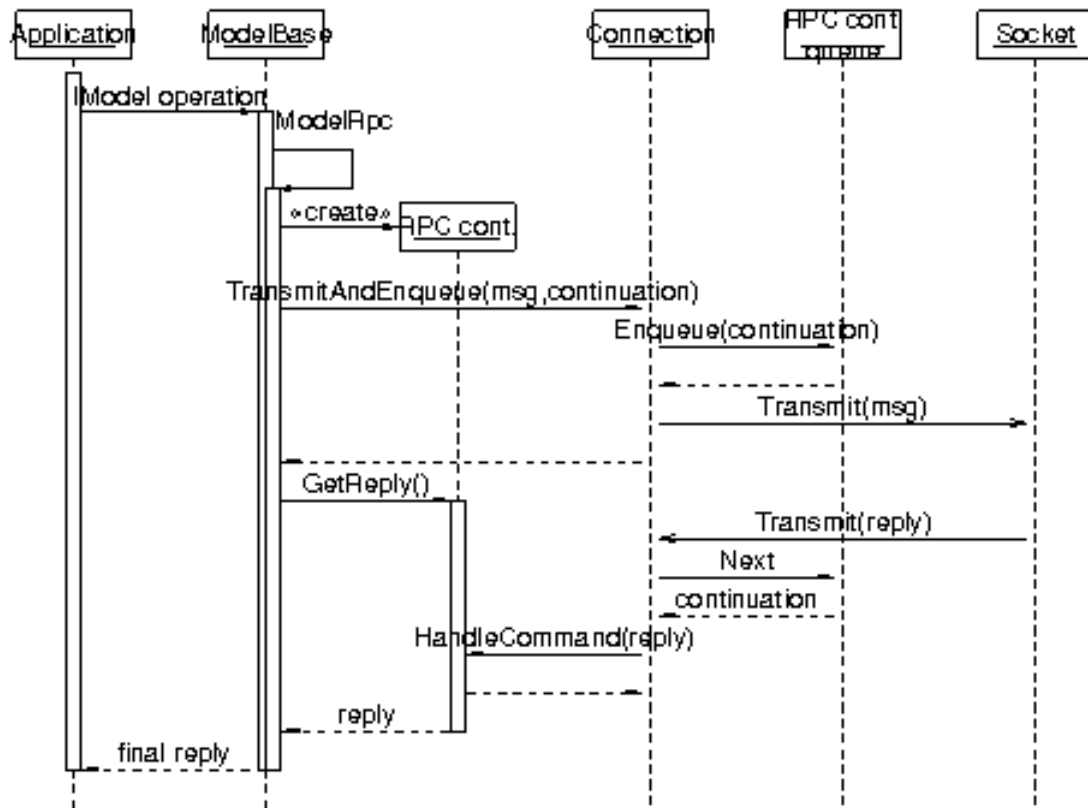 Application
ModelBase
Connection
RPC cont.
queue
Socket
IModel operation
ModelRpc
«create»
RPC cont.
TransmitAndEnqueue(msg,continuation)
Enqueue(continuation)
Transmit(msg)
GetReply()
Transmit(reply)
Next
continuation
HandleCommand(reply)
reply
final reply